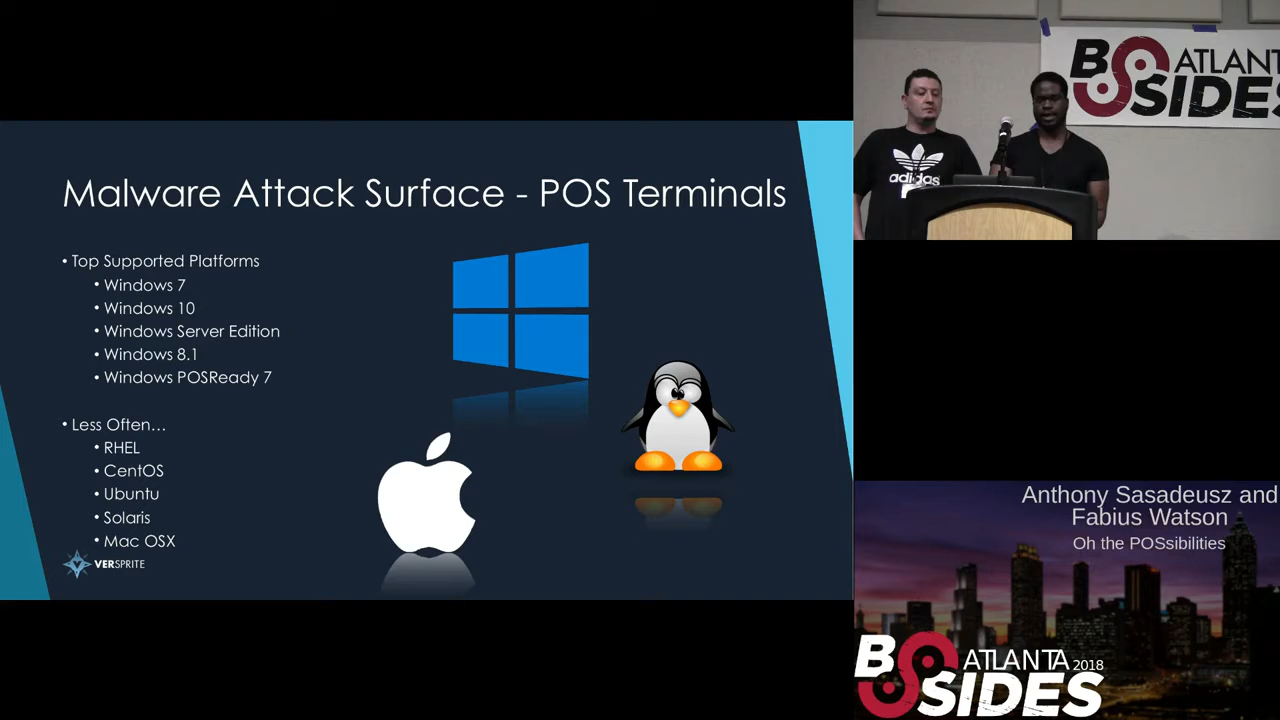 Malware Attack Surface - POS Terminals
• Top Supported Platforms
• Windows 7
• Windows 10
• Windows Server Edition
• Windows 8.1
• Windows POSReady 7
• Less Often…
• RHEL
• CentOS
• Ubuntu
• Solaris
• Mac OSX
VERSPRITE
BSIDES ATLANTA
adidas
Anthony Sasadeusz and
Fabius Watson
Oh the POSsibilities
BSIDES ATLANTA 2018